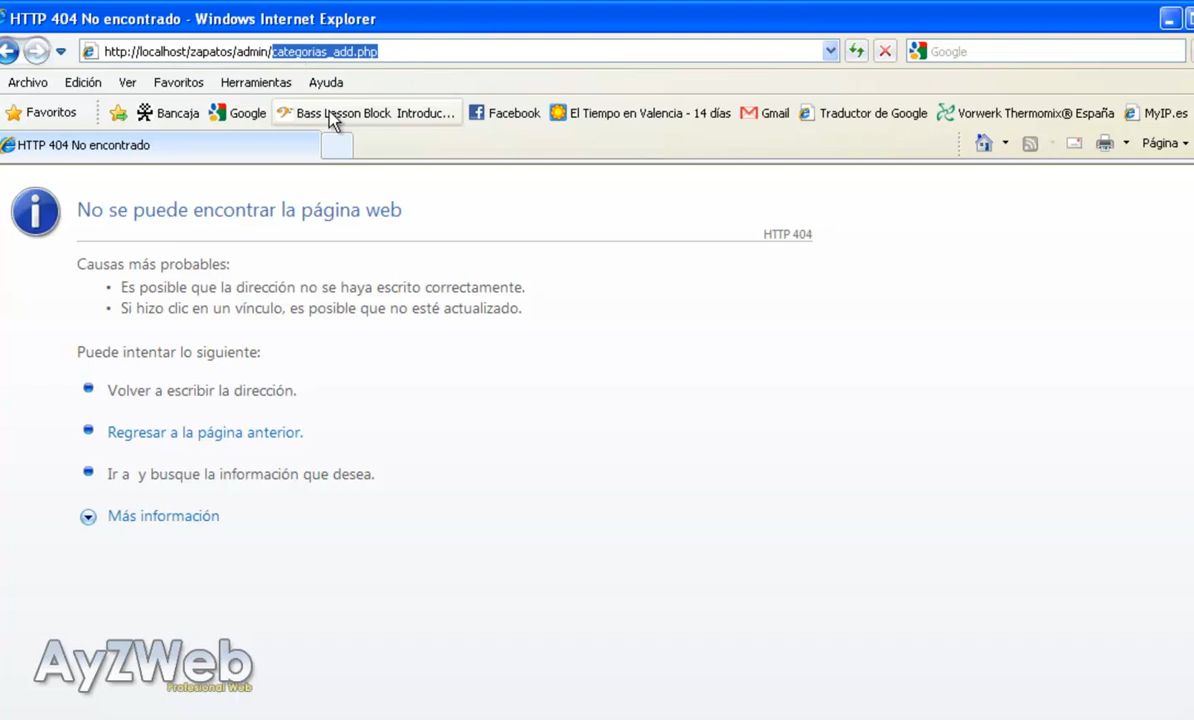 HTTP 404 No encontrado - Windows Internet Explorer
http://localhost/zapatos/admin/categorias_add.php
Google
Archivo Edición Ver Favoritos Herramientas Ayuda
Favoritos Bancaja Google Bass Lesson Block Introduc... Facebook El Tiempo en Valencia - 14 días Gmail Traductor de Google Vorwerk Thermomix® España MyIP.es
HTTP 404 No encontrado
Página
No se puede encontrar la página web
HTTP 404
Causas más probables:
• Es posible que la dirección no se haya escrito correctamente.
• Si hizo clic en un vínculo, es posible que no esté actualizado.
Puede intentar lo siguiente:
Volver a escribir la dirección.
Regresar a la página anterior.
Ir a y busque la información que desea.
Más información
AyZWeb
Profesional Web